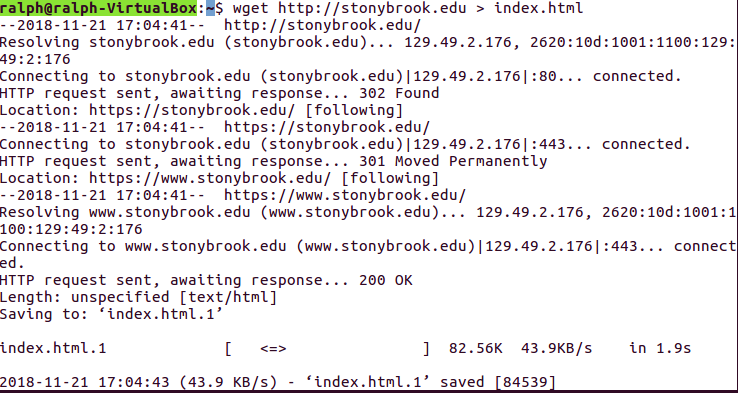 ralph@ralph-VirtualBox:~$ wget http://stonybrook.edu > index.html
--2018-11-21 17:04:41--  http://stonybrook.edu/
Resolving stonybrook.edu (stonybrook.edu)... 129.49.2.176, 2620:10d:1001:1100:129:
49:2:176
Connecting to stonybrook.edu (stonybrook.edu)|129.49.2.176|:80... connected.
HTTP request sent, awaiting response... 302 Found
Location: https://stonybrook.edu/ [following]
--2018-11-21 17:04:41--  https://stonybrook.edu/
Connecting to stonybrook.edu (stonybrook.edu)|129.49.2.176|:443... connected.
HTTP request sent, awaiting response... 301 Moved Permanently
Location: https://www.stonybrook.edu/ [following]
--2018-11-21 17:04:41--  https://www.stonybrook.edu/
Resolving www.stonybrook.edu (www.stonybrook.edu)... 129.49.2.176, 2620:10d:1001:1
100:129:49:2:176
Connecting to www.stonybrook.edu (www.stonybrook.edu)|129.49.2.176|:443... connect
ed.
HTTP request sent, awaiting response... 200 OK
Length: unspecified [text/html]
Saving to: ‘index.html.1’
index.html.1            [   <=>               ]  82.56K  43.9KB/s    in 1.9s
2018-11-21 17:04:43 (43.9 KB/s) - ‘index.html.1’ saved [84539]